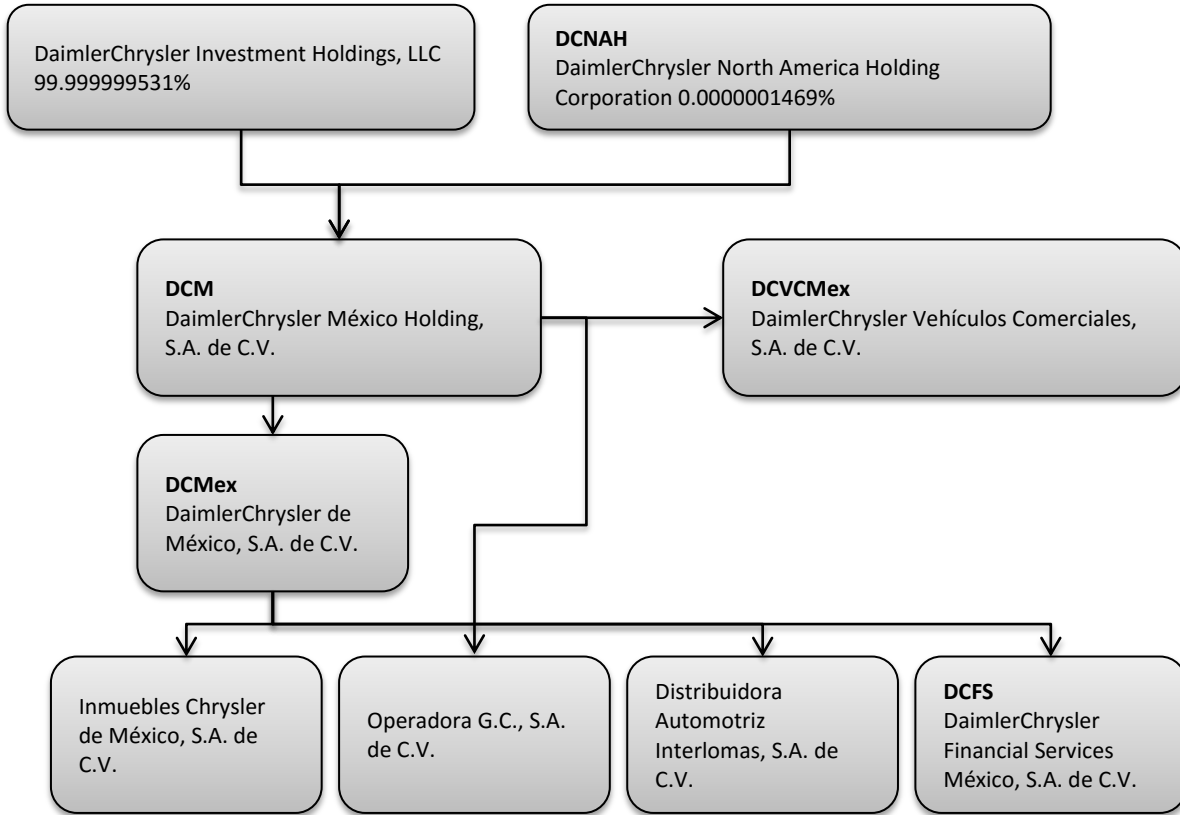 DaimlerChrysler Investment Holdings, LLC
99.999999531%
DCNAH
DaimlerChrysler North America Holding
Corporation 0.0000001469%
DCM
DaimlerChrysler México Holding,
S.A. de C.V.
DCVCMex
DaimlerChrysler Vehículos Comerciales,
S.A. de C.V.
DCMex
DaimlerChrysler de
México, S.A. de C.V.
Inmuebles Chrysler
de México, S.A. de
C.V.
Operadora G.C., S.A.
de C.V.
Distribuidora
Automotriz
Interlomas, S.A. de
C.V.
DCFS
DaimlerChrysler
Financial Services
México, S.A. de C.V.